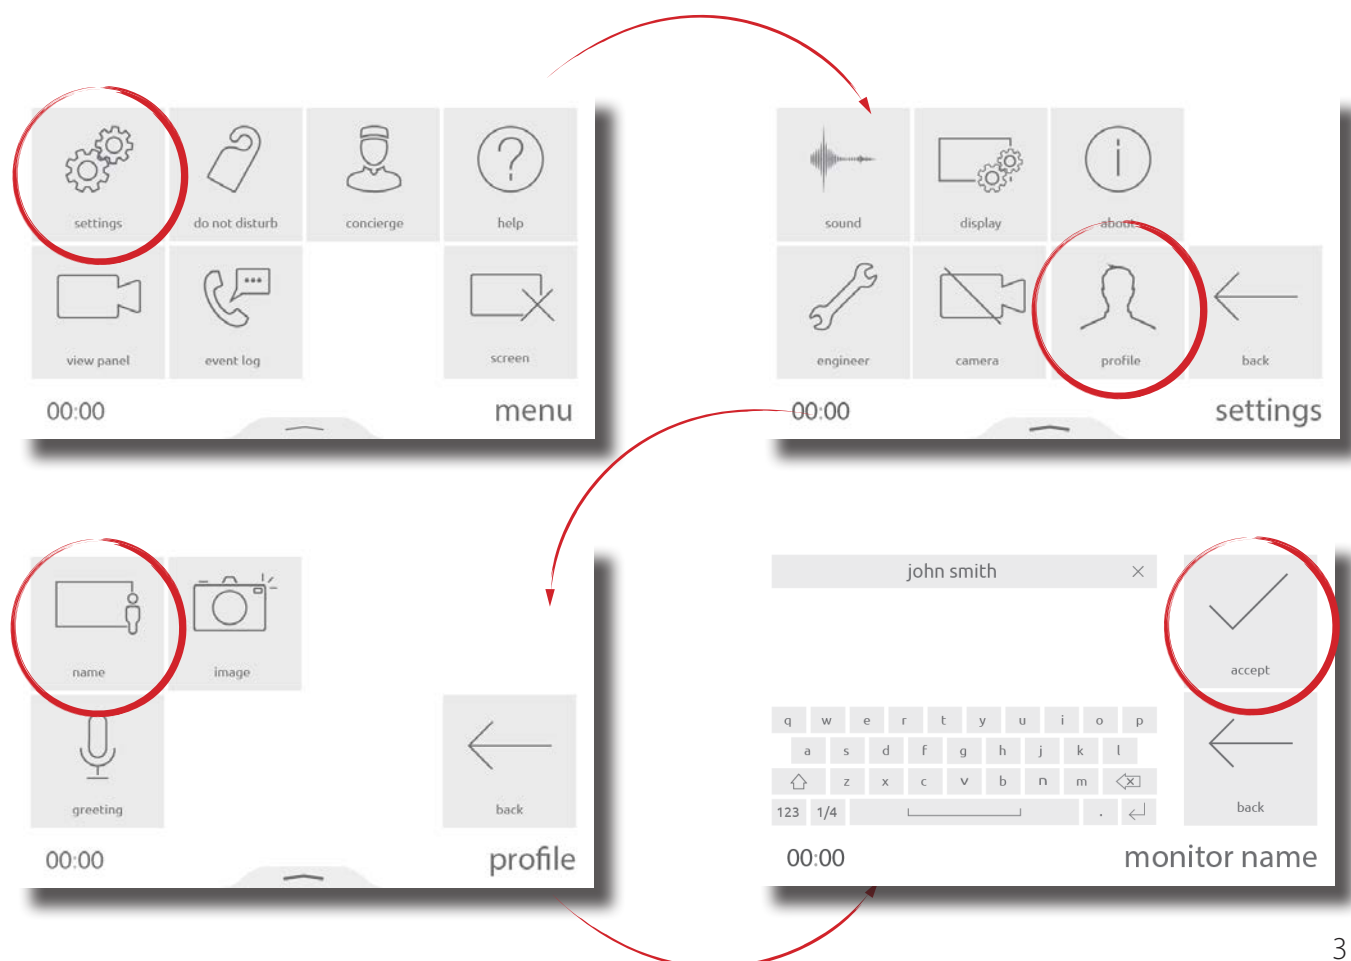 settings do not disturb concierge help
view panel event log screen
00:00 menu
sound display about
engineer camera profile back
00:00 settings
name image
greeting back
00:00 profile
john smith
accept
q w e r t y u i o p
a s d f g h j k l
z x c v b n m
123 1/4 .
back
00:00 monitor name
3